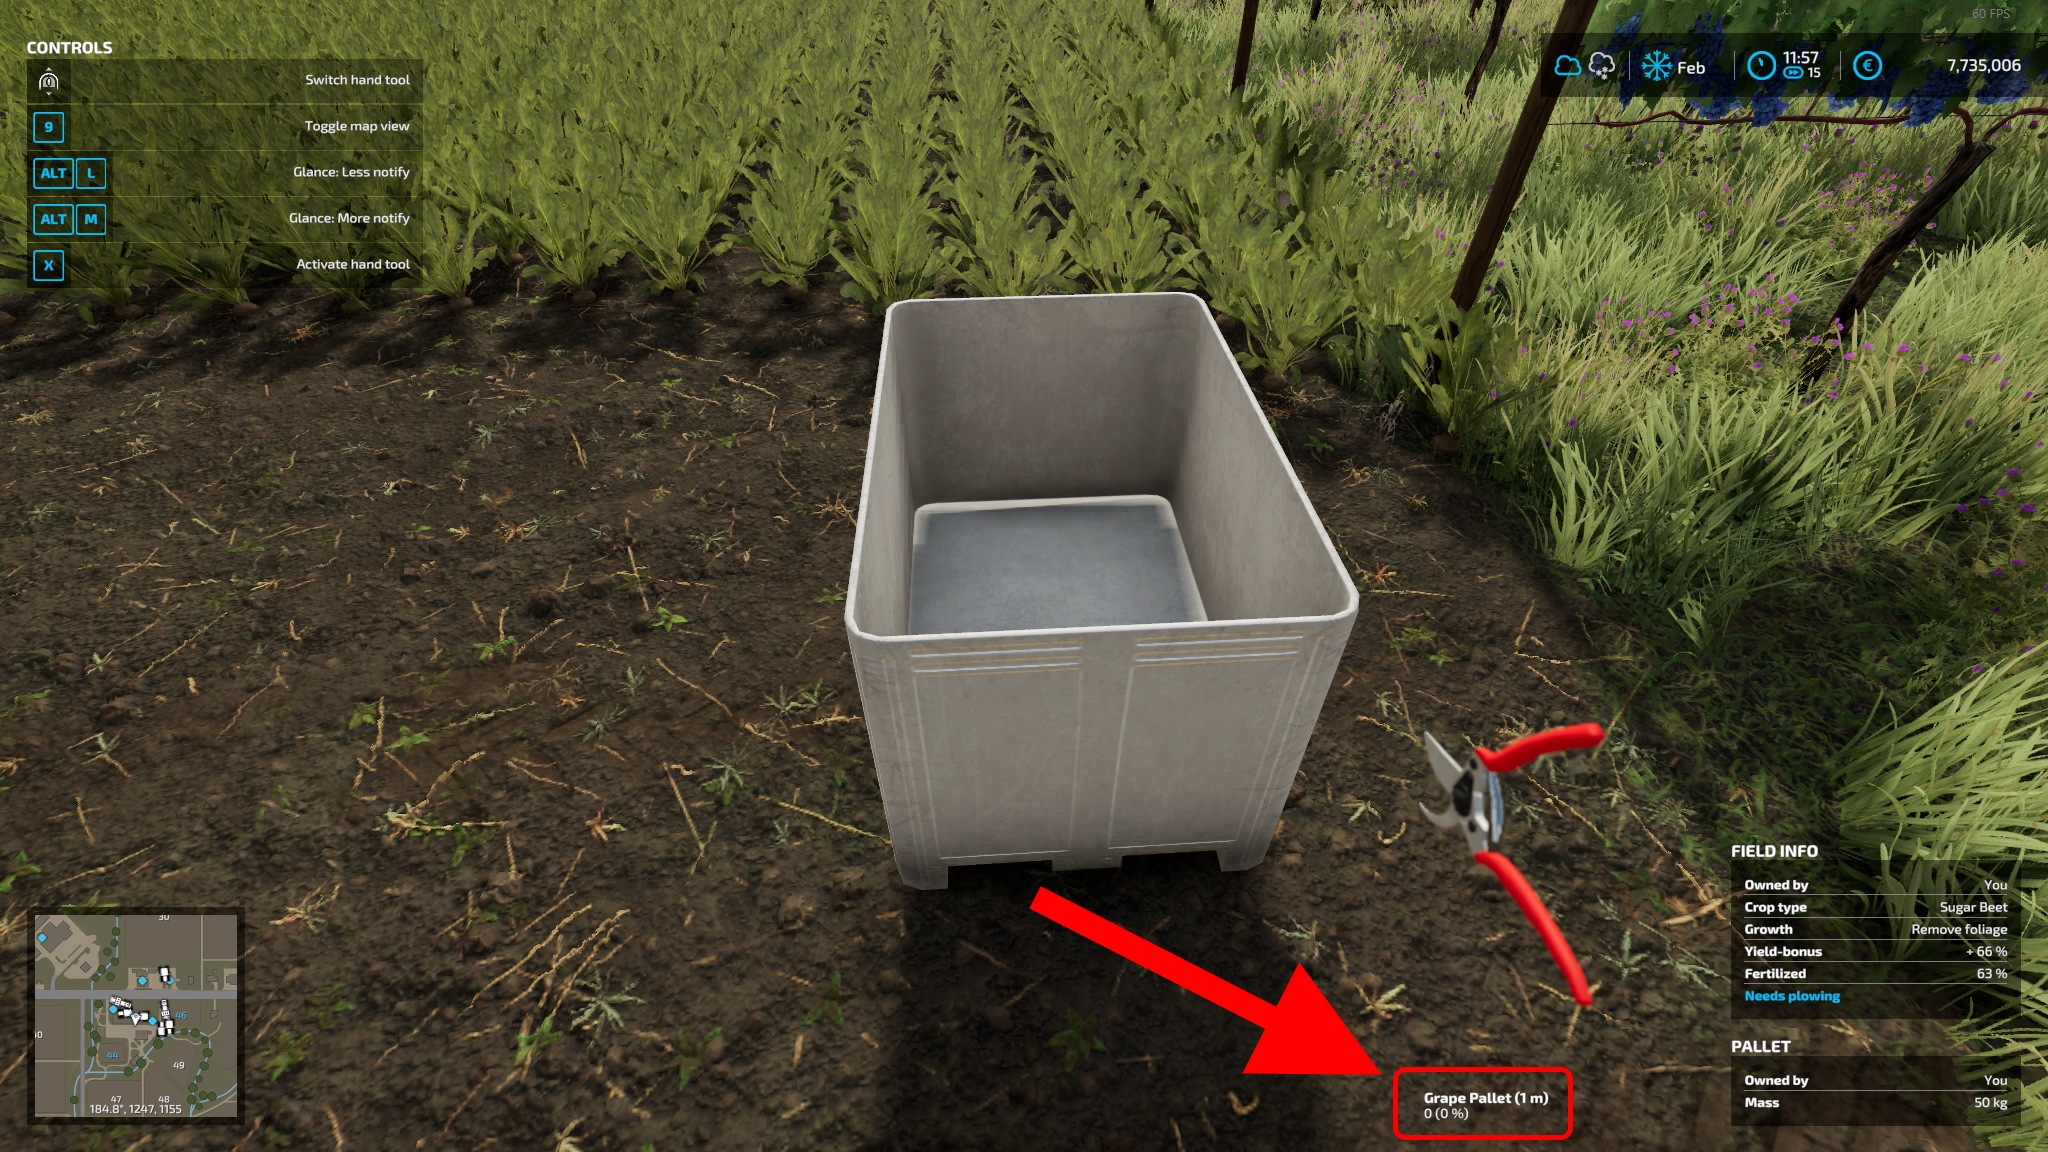 60 FPS
CONTROLS
Switch hand tool
9 Toggle map view
ALT L Glance: Less notify
ALT M Glance: More notify
X Activate hand tool
Feb
11:57
15
€
7,735,006
30
46
44
49
47 48
184.8°, 1247, 1155
Grape Pallet (1 m)
0 (0 %)
FIELD INFO
Owned by You
Crop type Sugar Beet
Growth Remove foliage
Yield-bonus + 66 %
Fertilized 63 %
Needs plowing
PALLET
Owned by You
Mass 50 kg